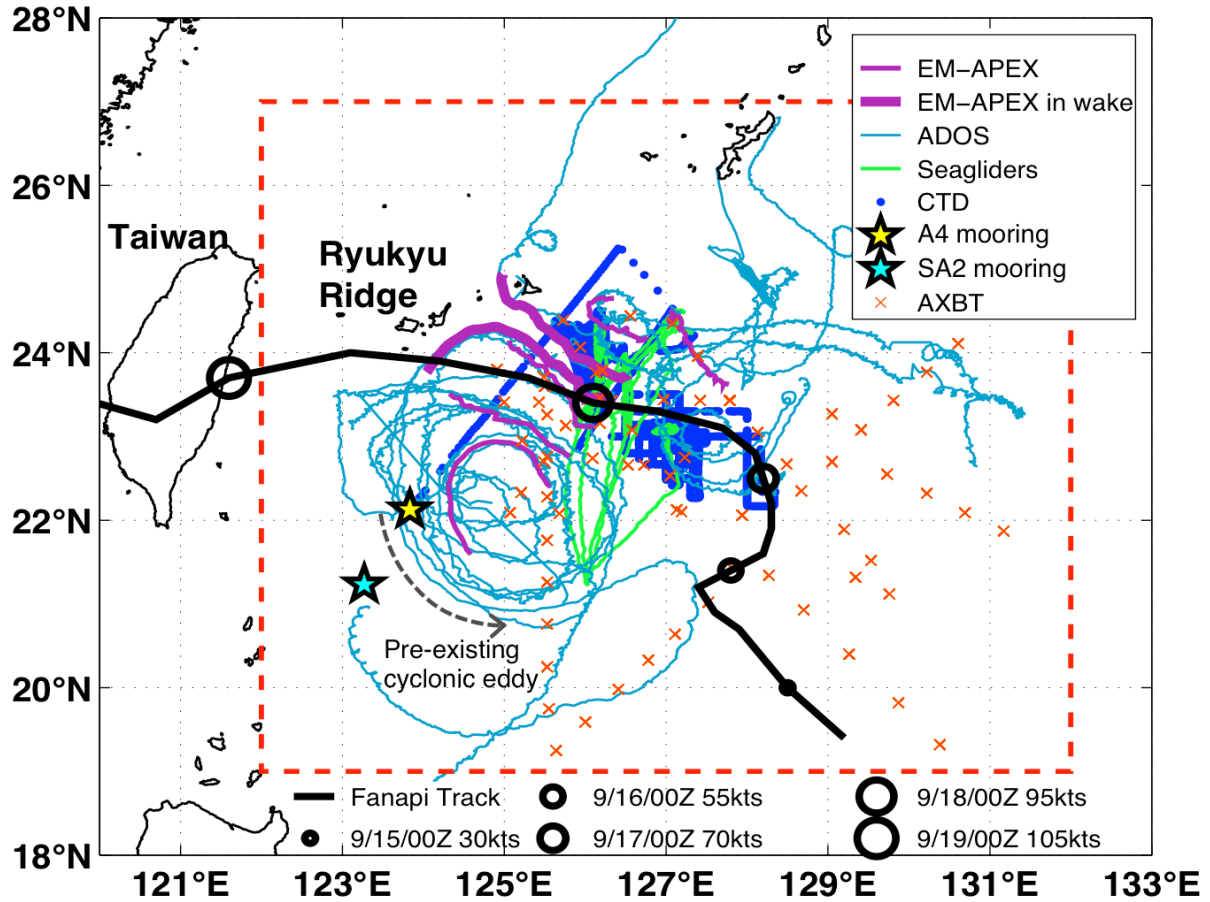 28°N
26°N
24°N
22°N
20°N
18°N
EM-APEX
EM-APEX in wake
ADOS
Seagliders
CTD
A4 mooring
SA2 mooring
AXBT
Taiwan
Ryukyu
Ridge
Pre-existing
cyclonic eddy
Fanapi Track
9/15/00Z 30kts
9/16/00Z 55kts
9/17/00Z 70kts
9/18/00Z 95kts
9/19/00Z 105kts
121°E
123°E
125°E
127°E
129°E
131°E
133°E